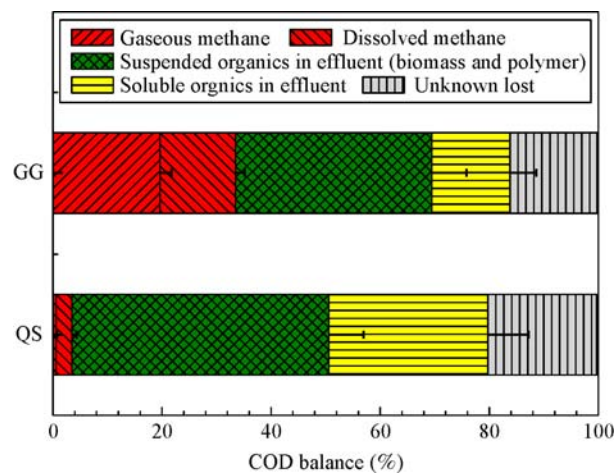 Gaseous methane Dissolved methane
Suspended organics in effluent (biomass and polymer)
Soluble orgnics in effluent Unknown lost
GG
QS
0 20 40 60 80 100
COD balance (%)